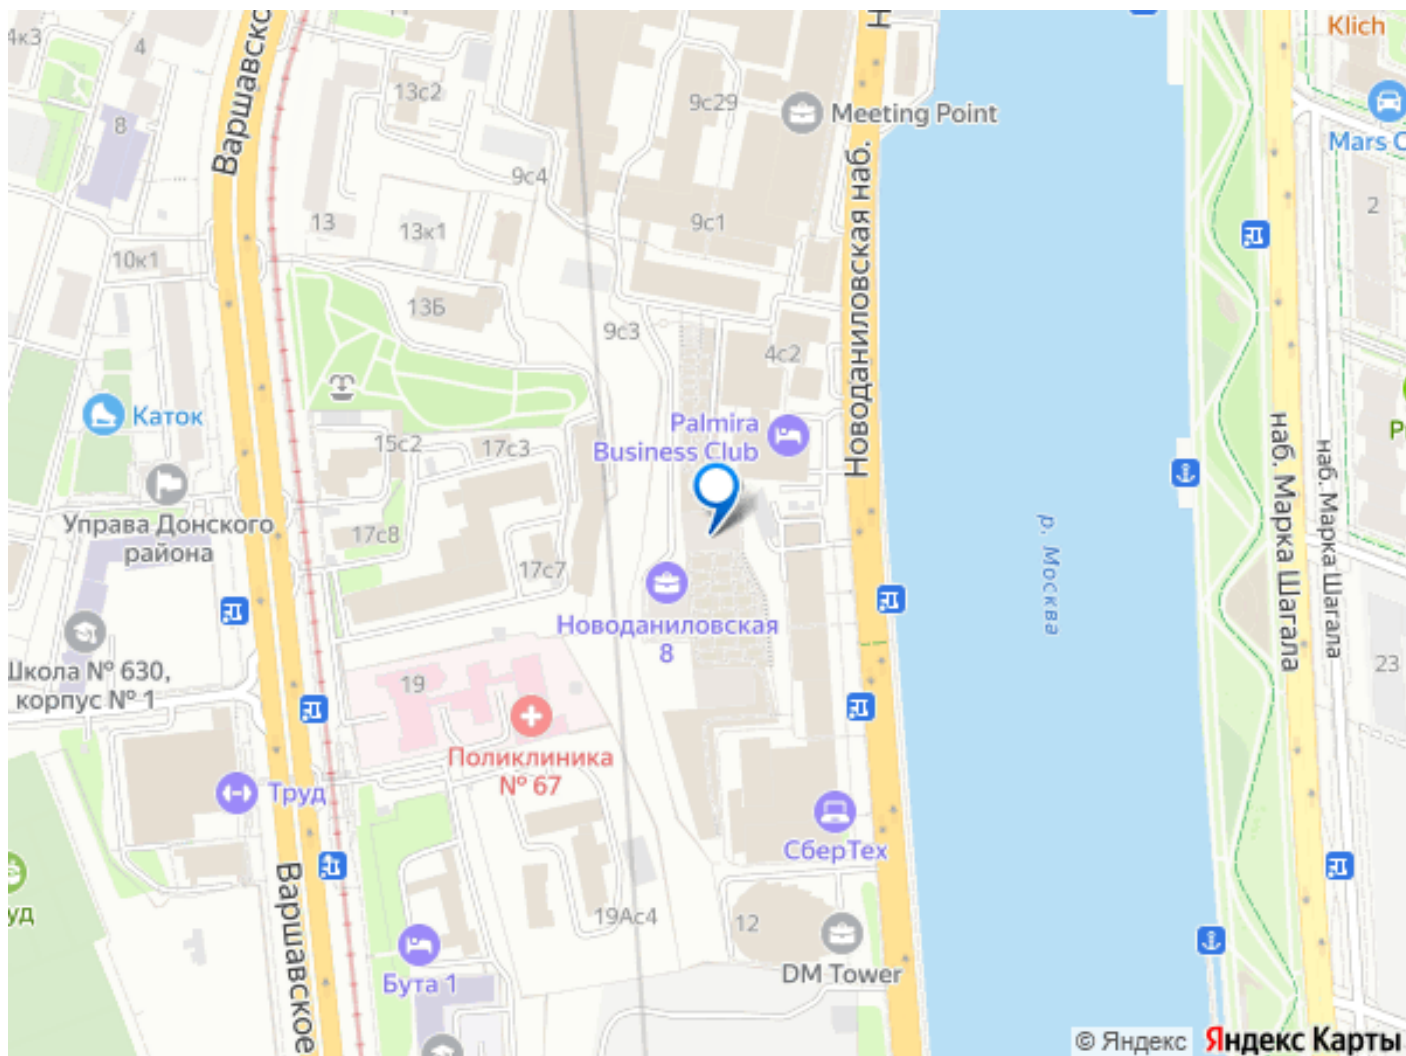 4к3
4
8
Варшавско
13с2
9с29
Meeting Point
Н
Klich
Mars C
2
9с4
13
13к1
9с1
10к1
13Б
9с3
4с2
Новоданиловская наб.
Каток
15с2
17с3
Palmira
Business Club
Управа Донского
района
17с8
17с7
Новоданиловская
8
р. Москва
наб. Марка Шагала
наб. Марка Шагала
23
Школа № 630,
корпус № 1
19
Поликлиника
№ 67
Труд
СберТех
Варшавское
уд
19Ас4
12
DM Tower
Бута 1
© Яндекс
Яндекс Карты